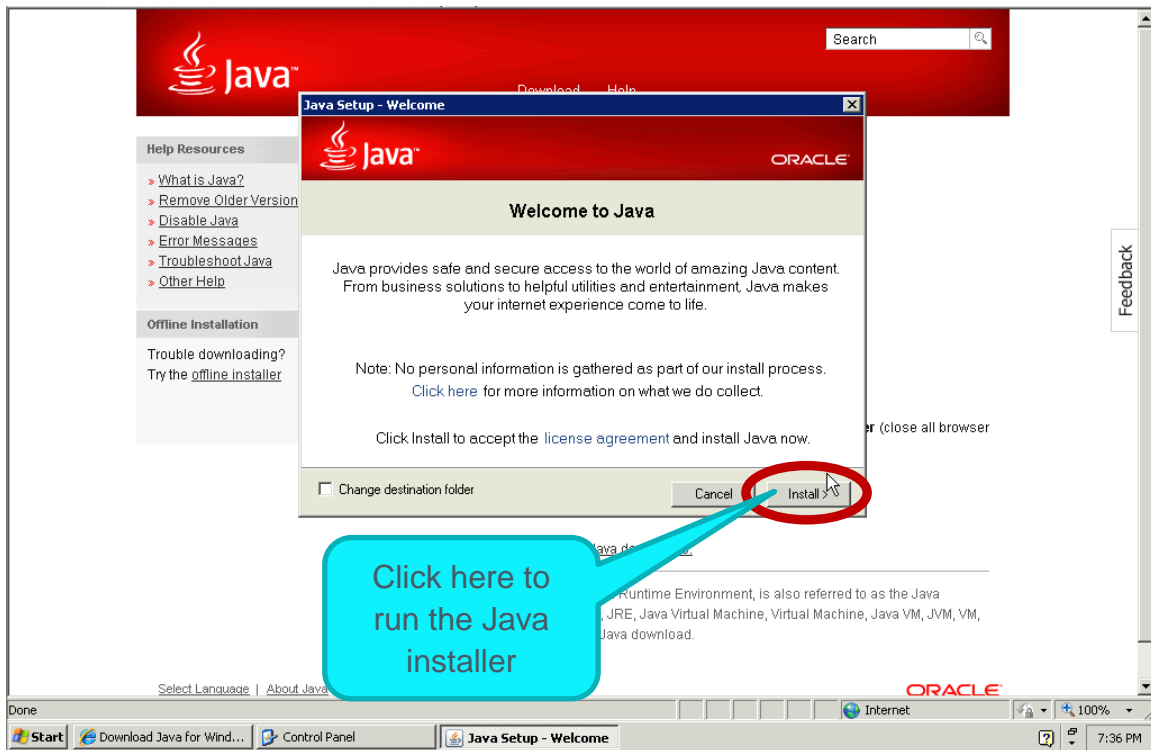 Search
Java™
Download Help
Java Setup - Welcome
Java™
ORACLE
Welcome to Java
Java provides safe and secure access to the world of amazing Java content.
From business solutions to helpful utilities and entertainment, Java makes
your internet experience come to life.
Note: No personal information is gathered as part of our install process.
Click here for more information on what we do collect.
Click Install to accept the license agreement and install Java now.
Change destination folder
Cancel
Install >
Help Resources
» What is Java?
» Remove Older Version
» Disable Java
» Error Messages
» Troubleshoot Java
» Other Help
Offline Installation
Trouble downloading?
Try the offline installer
Feedback
(close all browser
Click here to
run the Java
installer
Runtime Environment, is also referred to as the Java
JRE, Java Virtual Machine, Virtual Machine, Java VM, JVM, VM,
Java download.
Select Language | About Java
ORACLE
Done
Internet
100%
Start
Download Java for Wind...
Control Panel
Java Setup - Welcome
7:36 PM